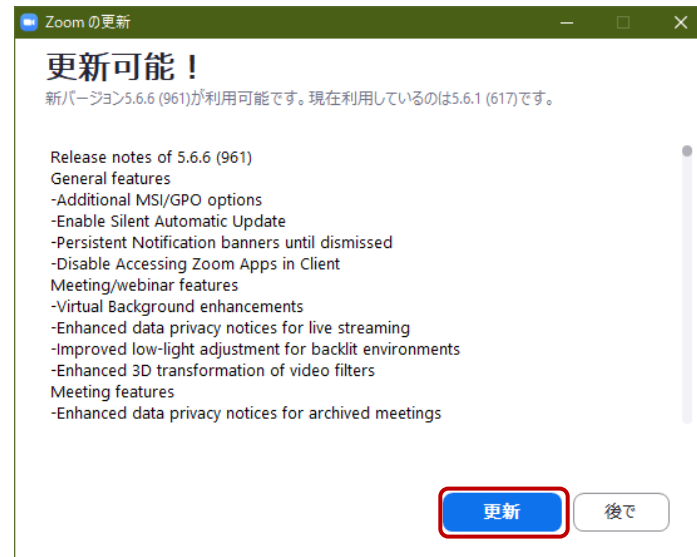 Zoom の更新
更新可能！
新バージョン5.6.6 (961)が利用可能です。現在利用しているのは5.6.1 (617)です。
Release notes of 5.6.6 (961)
General features
-Additional MSI/GPO options
-Enable Silent Automatic Update
-Persistent Notification banners until dismissed
-Disable Accessing Zoom Apps in Client
Meeting/webinar features
-Virtual Background enhancements
-Enhanced data privacy notices for live streaming
-Improved low-light adjustment for backlit environments
-Enhanced 3D transformation of video filters
Meeting features
-Enhanced data privacy notices for archived meetings
更新
後で